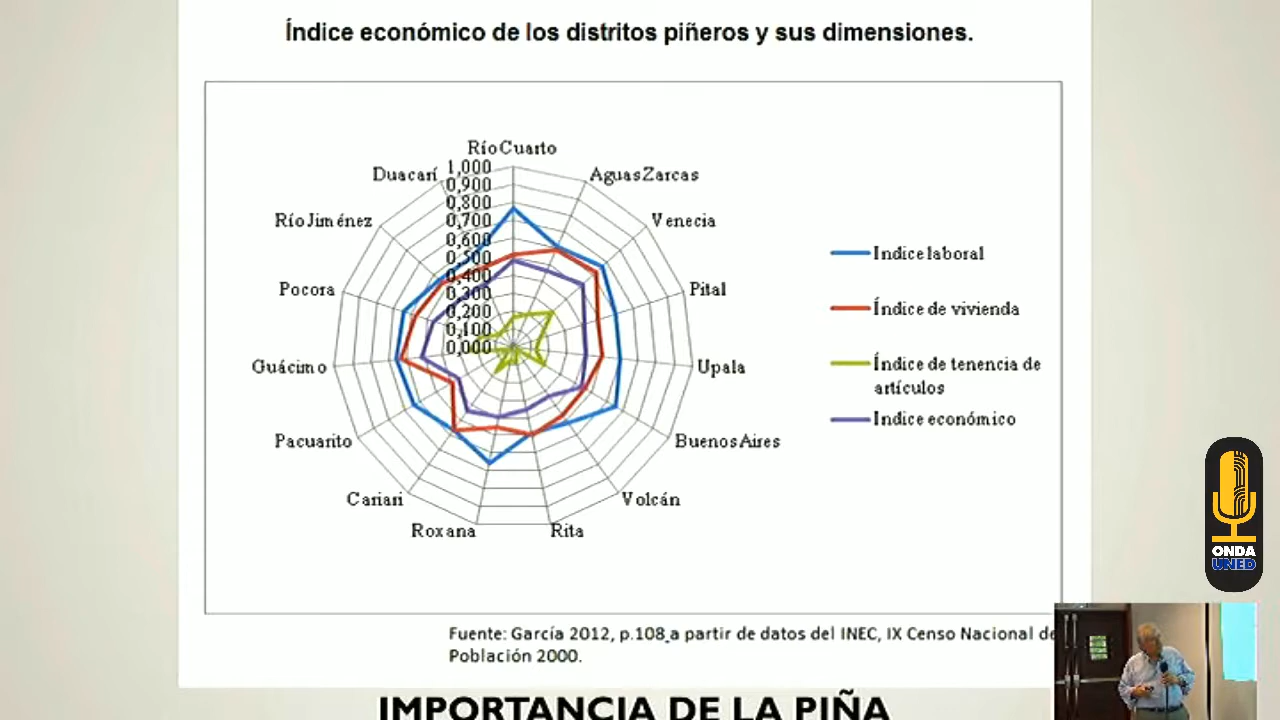 Índice económico de los distritos piñeros y sus dimensiones.
Río Cuarto
1,000
0,900
0,800
0,700
0,600
0,500
0,400
0,300
0,200
0,100
0,000
Aguas Zarcas
Venecia
Pital
Upala
Buenos Aires
Volcán
Rita
Roxana
Cariari
Pacuarito
Guácimo
Pocora
Río Jiménez
Duacarí
Indice laboral
Índice de vivienda
Índice de tenencia de
artículos
Indice económico
Fuente: García 2012, p.108 a partir de datos del INEC, IX Censo Nacional de
Población 2000.
IMPORTANCIA DE LA PIÑA
ONDA
UNED